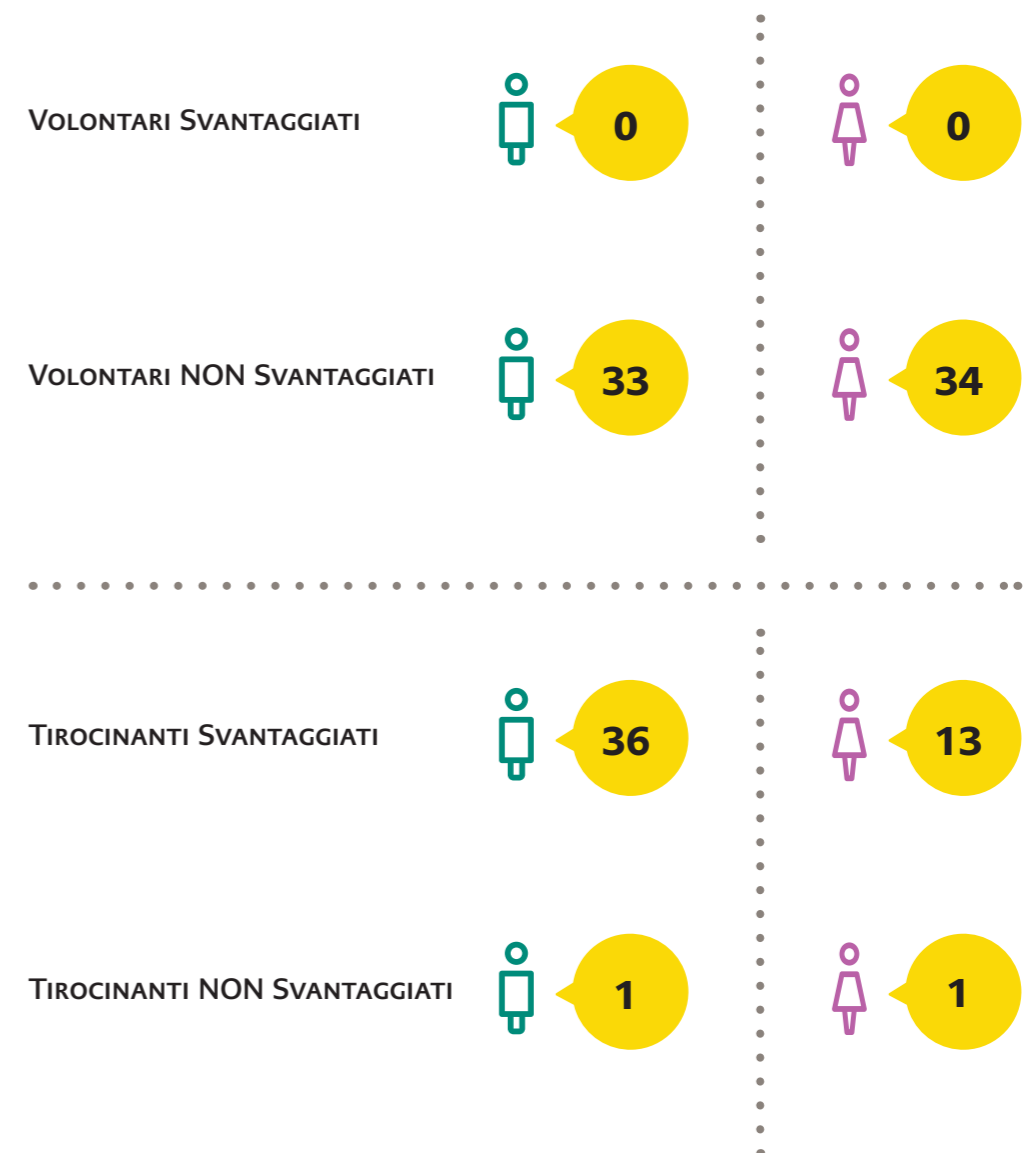 Volontari Svantaggiati 0 0
Volontari NON Svantaggiati 33 34
Tirocinanti Svantaggiati 36 13
Tirocinanti NON Svantaggiati 1 1